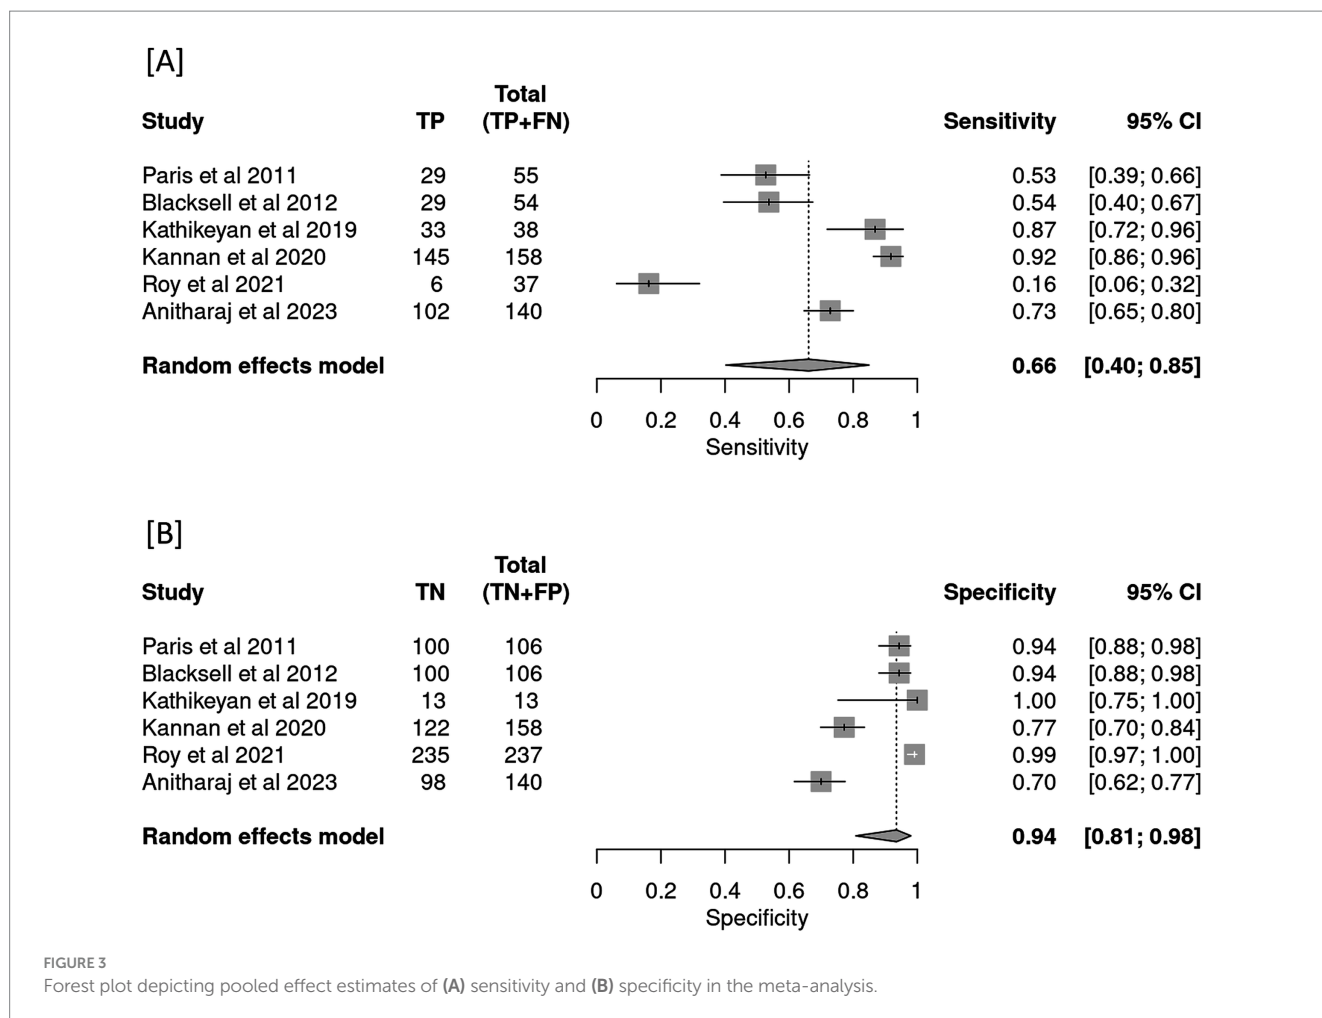 [A]
Total
Study TP (TP+FN) Sensitivity 95% CI
Paris et al 2011 29 55 0.53 [0.39; 0.66]
Blacksell et al 2012 29 54 0.54 [0.40; 0.67]
Kathikeyan et al 2019 33 38 0.87 [0.72; 0.96]
Kannan et al 2020 145 158 0.92 [0.86; 0.96]
Roy et al 2021 6 37 0.16 [0.06; 0.32]
Anitharaj et al 2023 102 140 0.73 [0.65; 0.80]
Random effects model 0.66 [0.40; 0.85]
0 0.2 0.4 0.6 0.8 1
Sensitivity
[B]
Total
Study TN (TN+FP) Specificity 95% CI
Paris et al 2011 100 106 0.94 [0.88; 0.98]
Blacksell et al 2012 100 106 0.94 [0.88; 0.98]
Kathikeyan et al 2019 13 13 1.00 [0.75; 1.00]
Kannan et al 2020 122 158 0.77 [0.70; 0.84]
Roy et al 2021 235 237 0.99 [0.97; 1.00]
Anitharaj et al 2023 98 140 0.70 [0.62; 0.77]
Random effects model 0.94 [0.81; 0.98]
0 0.2 0.4 0.6 0.8 1
Specificity
FIGURE 3
Forest plot depicting pooled effect estimates of (A) sensitivity and (B) specificity in the meta-analysis.